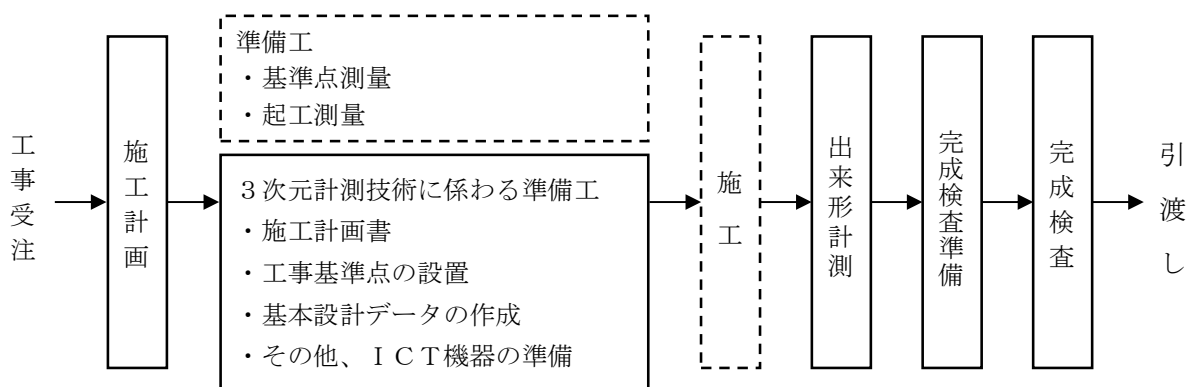 工事受注
施工計画
準備工
・基準点測量
・起工測量
３次元計測技術に係わる準備工
・施工計画書
・工事基準点の設置
・基本設計データの作成
・その他、ＩＣＴ機器の準備
施工
出来形計測
完成検査準備
完成検査
引渡し